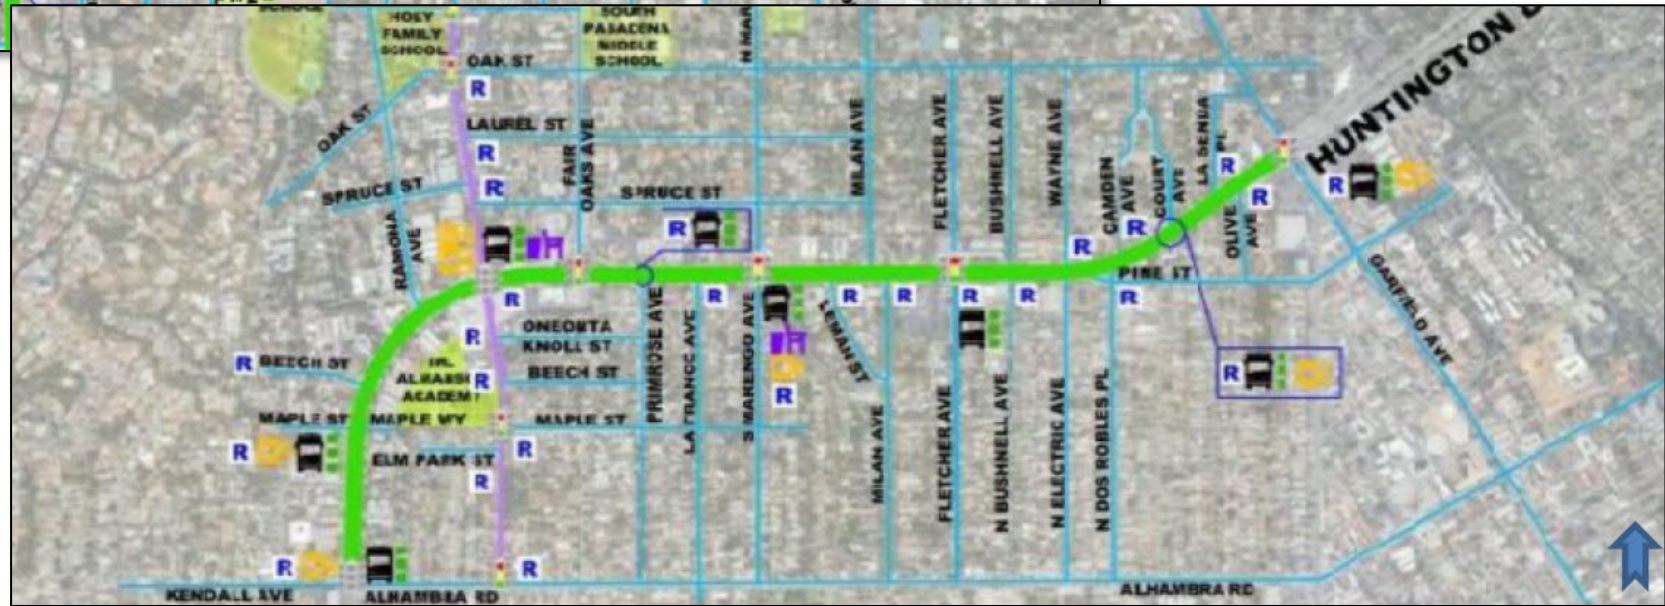 HOLY
FAMILY
SCHOOL
SOUTH
PASADENA
MIDDLE
SCHOOL
N MAR
HUNTINGTON
OAK ST
R
OAK ST
LAUREL ST
R
FAIR
OAKS AVE
MILAN AVE
FLETCHER AVE
BUSHNELL AVE
WAYNE AVE
CAMDEN
AVE
COURT
AVE
LA SENDA
PL
R
R
R
SPRUCE ST
R
SPRUCE ST
RAMONA
AVE
R
R
R
OLIVE
AVE
PINE ST
R
R
R
R
R
R
R
GARFIELD AVE
ONEONTA
KNOLL ST
R
PRIMROSE AVE
LA FRANCE AVE
S MARENGO AVE
LEMAN ST
R
BEECH ST
ACADEMY
R
BEECH ST
R
R
MAPLE ST
MAPLE WY
MAPLE ST
R
ELM PARK ST
R
R
MILAN AVE
FLETCHER AVE
N BUSHNELL AVE
N ELECTRIC AVE
N DOS ROBLES PL
R
R
KENDALL AVE
ALHAMBRA RD
ALHAMBRA RD